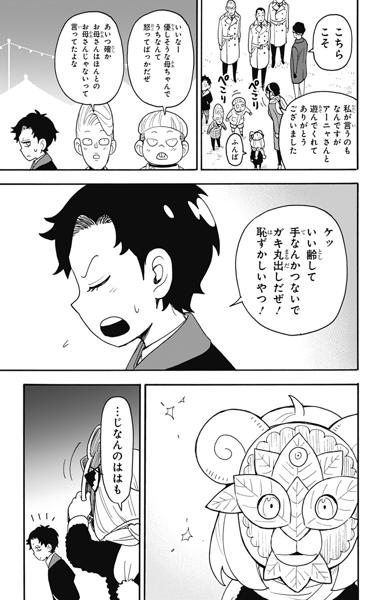 こちら
こそ
私が言うのも
なんですが
アーニャさんと
遊んでくれて
ありがとう
ございました
ぺこり
ぺこり
ふんば
いいなー
優しそうな母ちゃんで
うちなんて
怒ってばっかだぜ
あいつ確か
お母さんはほんとの
お母さんじゃないって
言ってたよな
ケッ
いい齢して
手なんかつないで
ガキ丸出しだぜ!
恥ずかしいやつ!
…じなんのははも